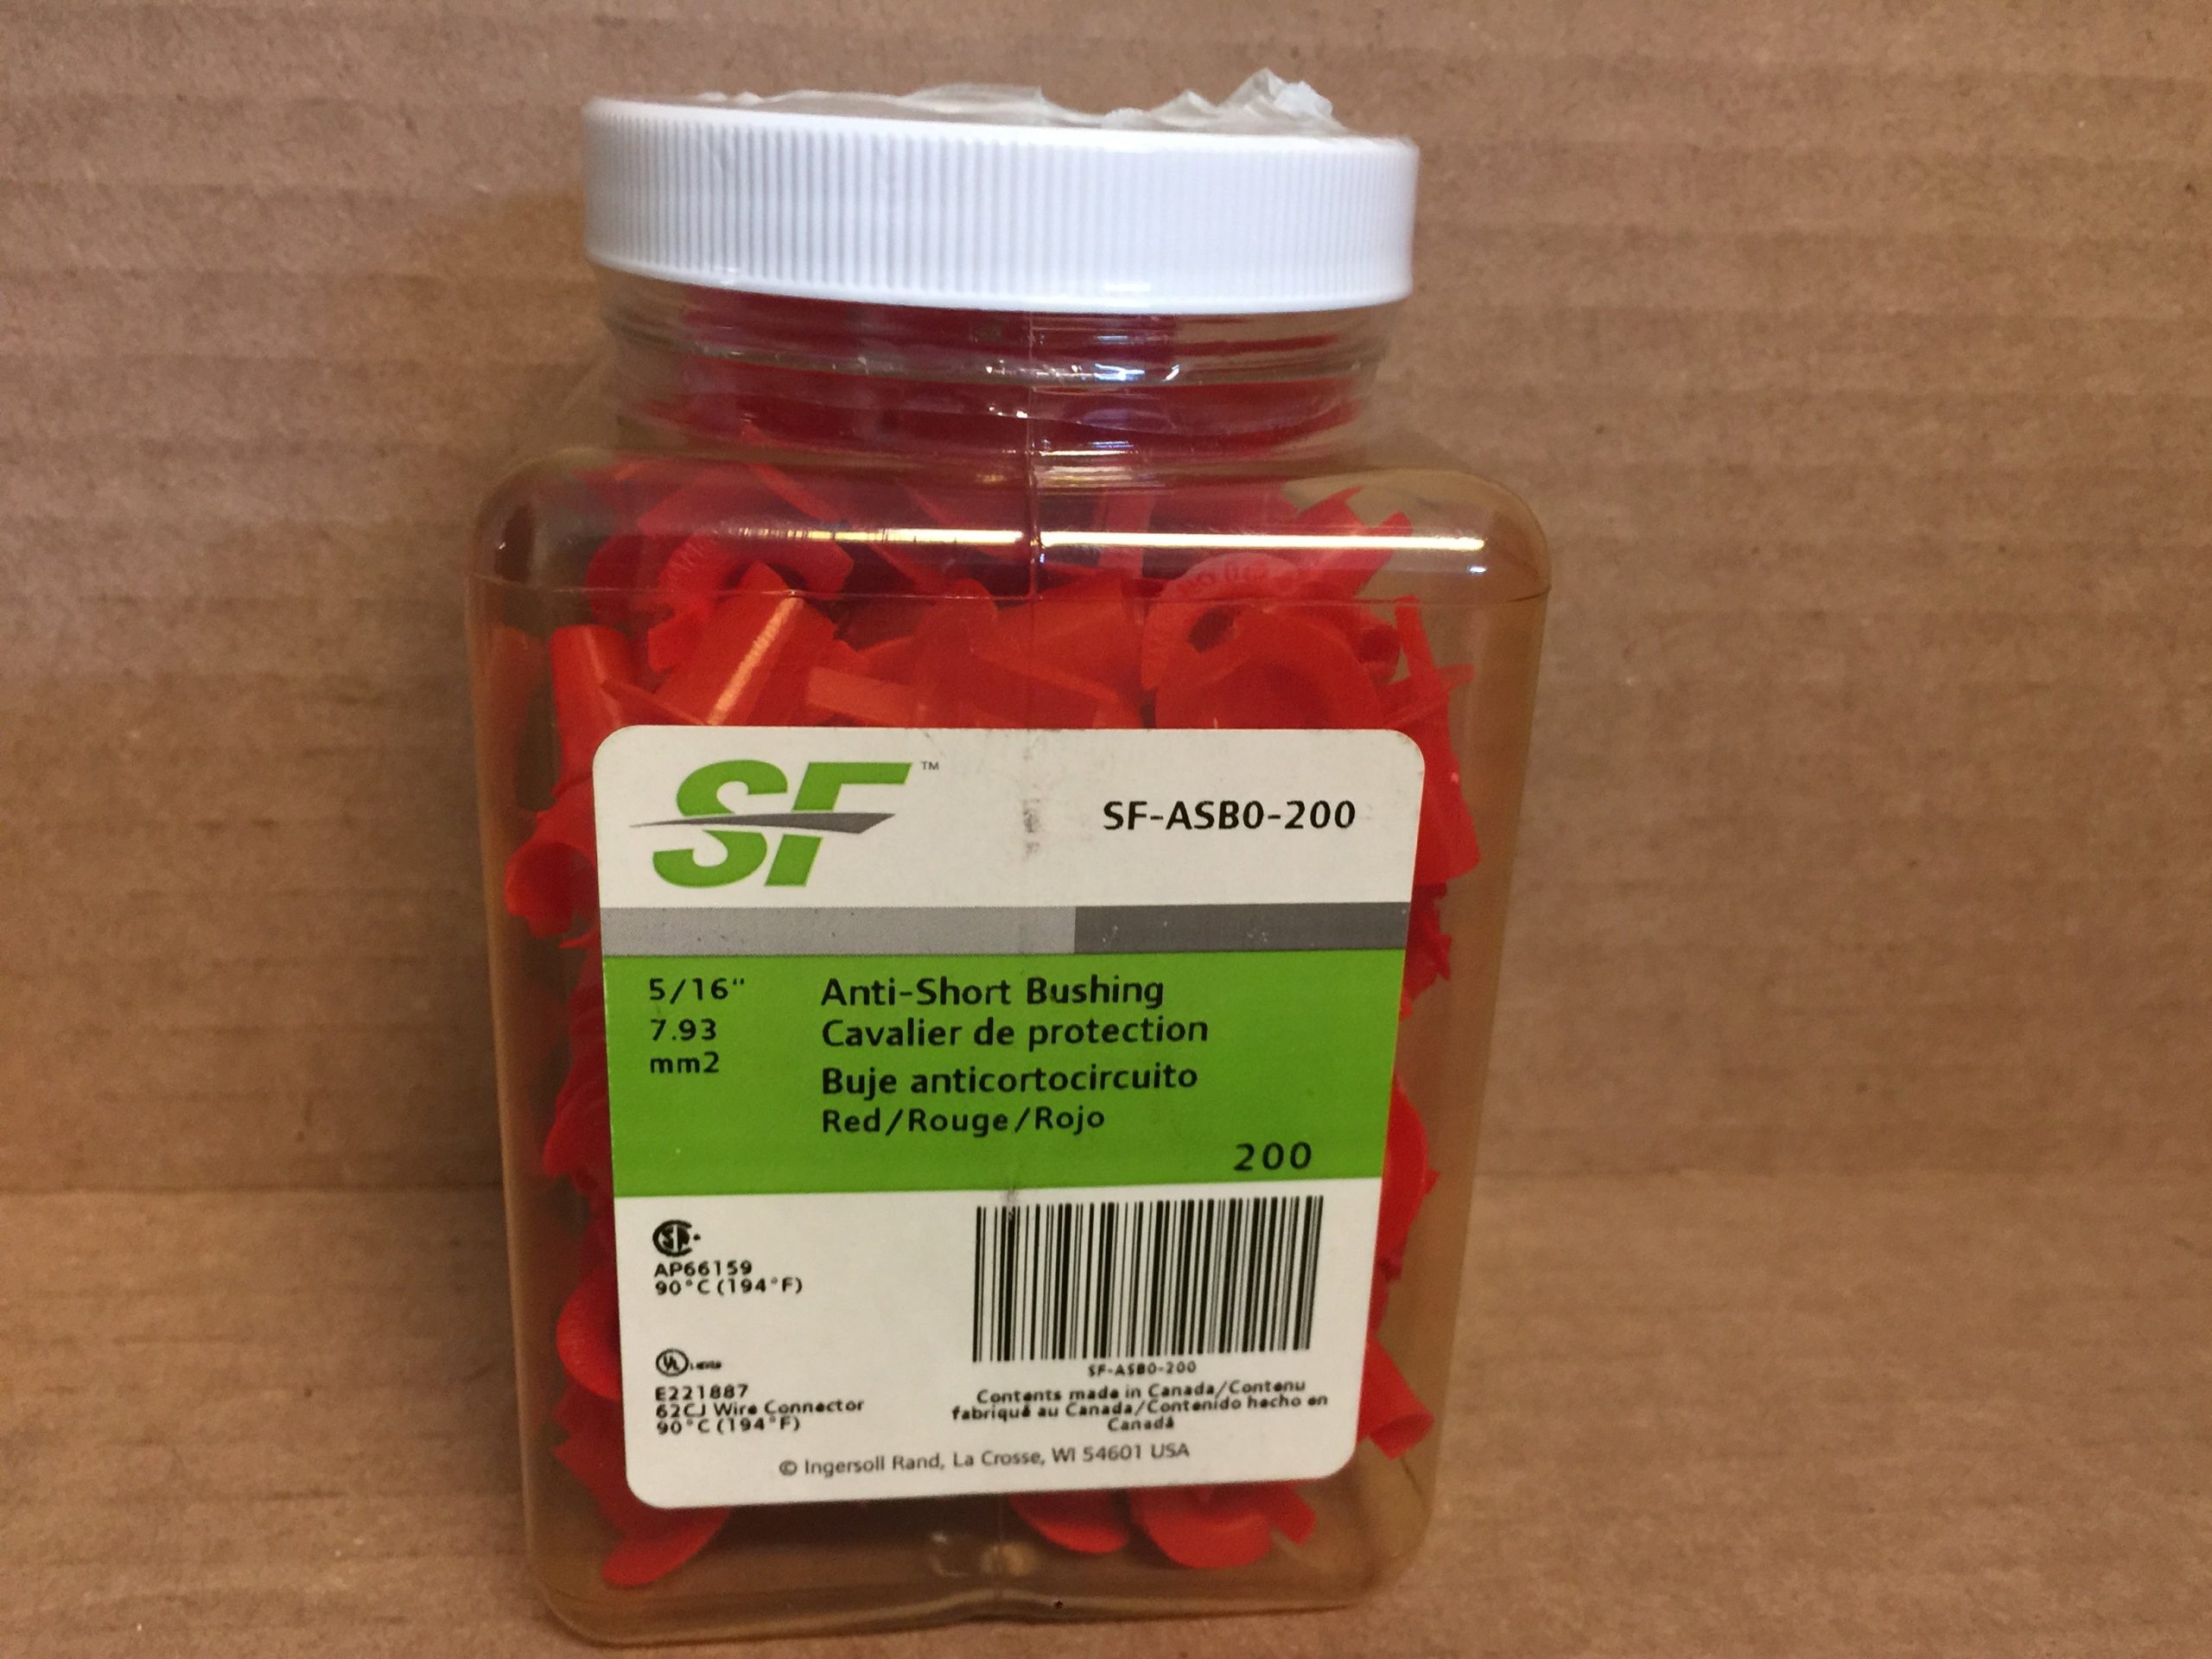 SF™
SF-ASB0-200
5/16"
7.93
mm2
Anti-Short Bushing
Cavalier de protection
Buje anticortocircuito
Red/Rouge/Rojo
200
AP66159
90°C(194°F)
UL
E221887
62CJ Wire Connector
90°C(194°F)
SF-ASB0-200
Contents made in Canada/Contenu
fabriqué au Canada/Contenido hecho en
Canadá
© Ingersoll Rand, La Crosse, WI 54601 USA